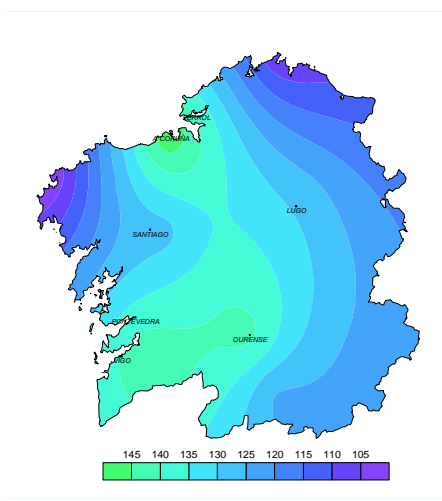 FERROL
A CORUÑA
LUGO
SANTIAGO
PONTEVEDRA
OURENSE
VIGO
145 140 135 130 125 120 115 110 105